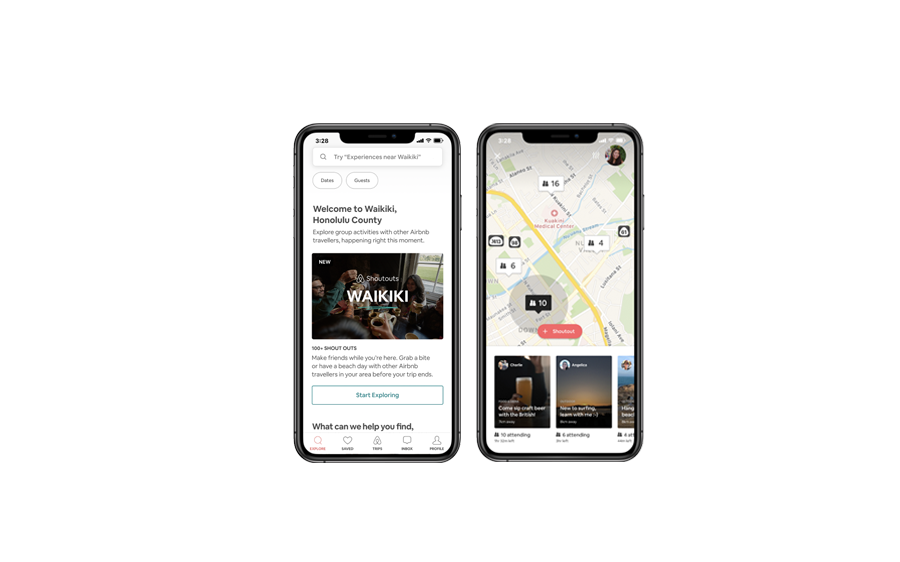 3:28
Try "Experiences near Waikiki"
Dates
Guests
Welcome to Waikiki,
Honolulu County
Explore group activities with other Airbnb
travellers, happening right this moment.
NEW
Shoutouts
WAIKIKI
100+ SHOUT OUTS
Make friends while you're here. Grab a bite
or have a beach day with other Airbnb
travellers in your area before your trip ends.
Start Exploring
What can we help you find,
EXPLORE
SAVED
TRIPS
INBOX
PROFILE
3:28
16
Kuakini
Medical Center
98
61
4
6
10
Shoutout
Charlie
Come sip craft beer
with the British!
10 attending
Angelica
New to surfing,
learn with me :-)
6 attending